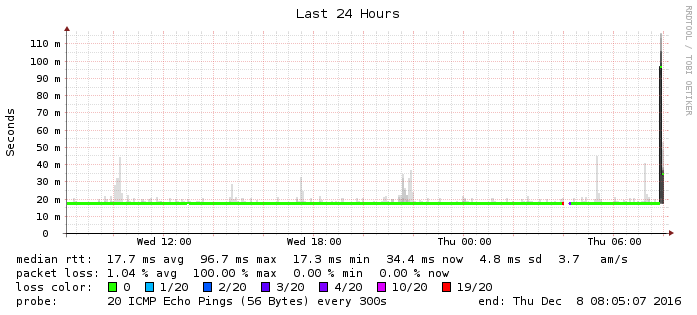 Last 24 Hours
RRDTOOL / TOBI OETIKER
Seconds
110 m
100 m
90 m
80 m
70 m
60 m
50 m
40 m
30 m
20 m
10 m
0
Wed 12:00 Wed 18:00 Thu 00:00 Thu 06:00
median rtt: 17.7 ms avg 96.7 ms max 17.3 ms min 34.4 ms now 4.8 ms sd 3.7 am/s
packet loss: 1.04 % avg 100.00 % max 0.00 % min 0.00 % now
loss color: 0 1/20 2/20 3/20 4/20 10/20 19/20
probe: 20 ICMP Echo Pings (56 Bytes) every 300s end: Thu Dec 8 08:05:07 2016